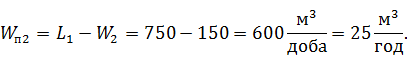 W_п2 = L_1 − W_2 = 750 − 150 = 600 м³/доба = 25 м³/год.